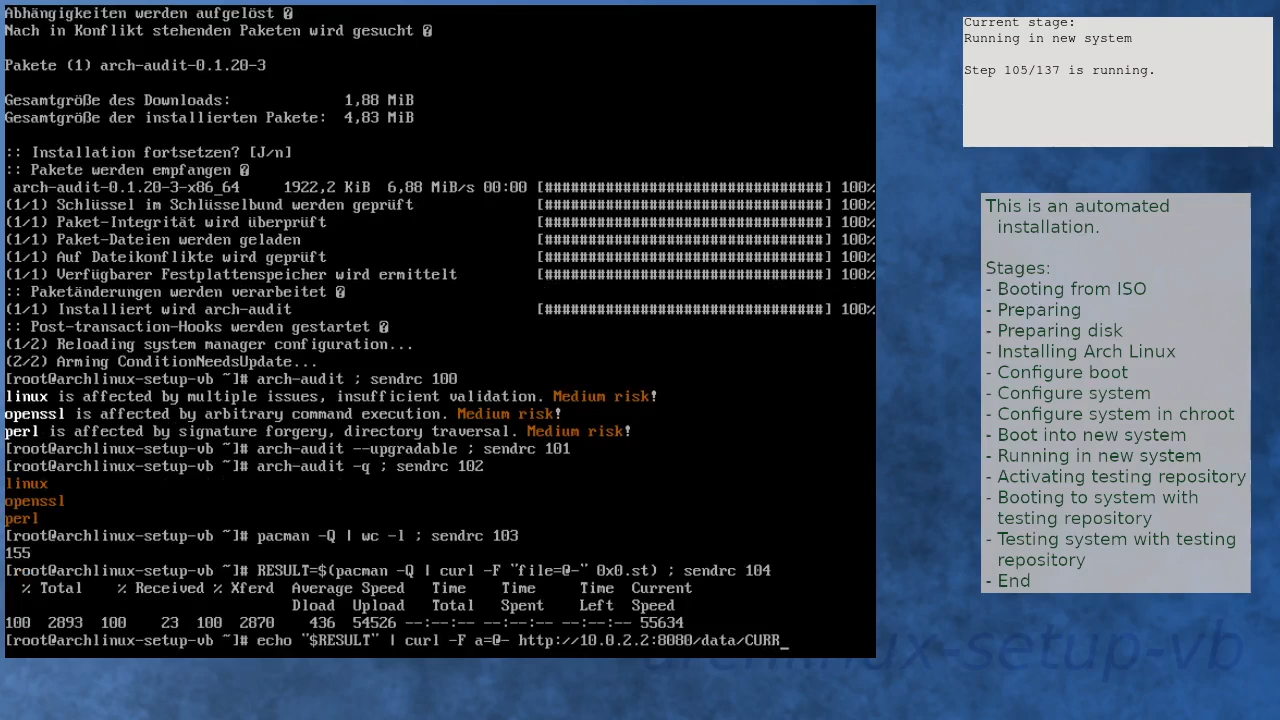 Abhängigkeiten werden aufgelöst �
Nach in Konflikt stehenden Paketen wird gesucht �
Pakete (1) arch-audit-0.1.20-3
Gesamtgröße des Downloads: 1,88 MiB
Gesamtgröße der installierten Pakete: 4,83 MiB
:: Installation fortsetzen? [J/n]
:: Pakete werden empfangen �
arch-audit-0.1.20-3-x86_64 1922,2 KiB 6,88 MiB/s 00:00 [################################] 100%
(1/1) Schlüssel im Schlüsselbund werden geprüft [################################] 100%
(1/1) Paket-Integrität wird überprüft [################################] 100%
(1/1) Paket-Dateien werden geladen [################################] 100%
(1/1) Auf Dateikonflikte wird geprüft [################################] 100%
(1/1) Verfügbarer Festplattenspeicher wird ermittelt [################################] 100%
:: Paketänderungen werden verarbeitet �
(1/1) Installiert wird arch-audit [################################] 100%
:: Post-transaction-Hooks werden gestartet �
(1/2) Reloading system manager configuration...
(2/2) Arming ConditionNeedsUpdate...
[root@archlinux-setup-vb ~]# arch-audit ; sendrc 100
linux is affected by multiple issues, insufficient validation. Medium risk!
openssl is affected by arbitrary command execution. Medium risk!
perl is affected by signature forgery, directory traversal. Medium risk!
[root@archlinux-setup-vb ~]# arch-audit --upgradable ; sendrc 101
[root@archlinux-setup-vb ~]# arch-audit -q ; sendrc 102
linux
openssl
perl
[root@archlinux-setup-vb ~]# pacman -Q | wc -l ; sendrc 103
155
[root@archlinux-setup-vb ~]# RESULT=$(pacman -Q | curl -F "file=@-" 0x0.st) ; sendrc 104
% Total % Received % Xferd Average Speed Time Time Time Current
Dload Upload Total Spent Left Speed
100 2893 100 23 100 2870 436 54526 --:--:-- --:--:-- --:--:-- 55634
[root@archlinux-setup-vb ~]# echo "$RESULT" | curl -F a=@- http://10.0.2.2:8080/data/CURR_
Current stage:
Running in new system
Step 105/137 is running.
This is an automated
installation.
Stages:
- Booting from ISO
- Preparing
- Preparing disk
- Installing Arch Linux
- Configure boot
- Configure system
- Configure system in chroot
- Boot into new system
- Running in new system
- Activating testing repository
- Booting to system with
testing repository
- Testing system with testing
repository
- End
archlinux-setup-vb